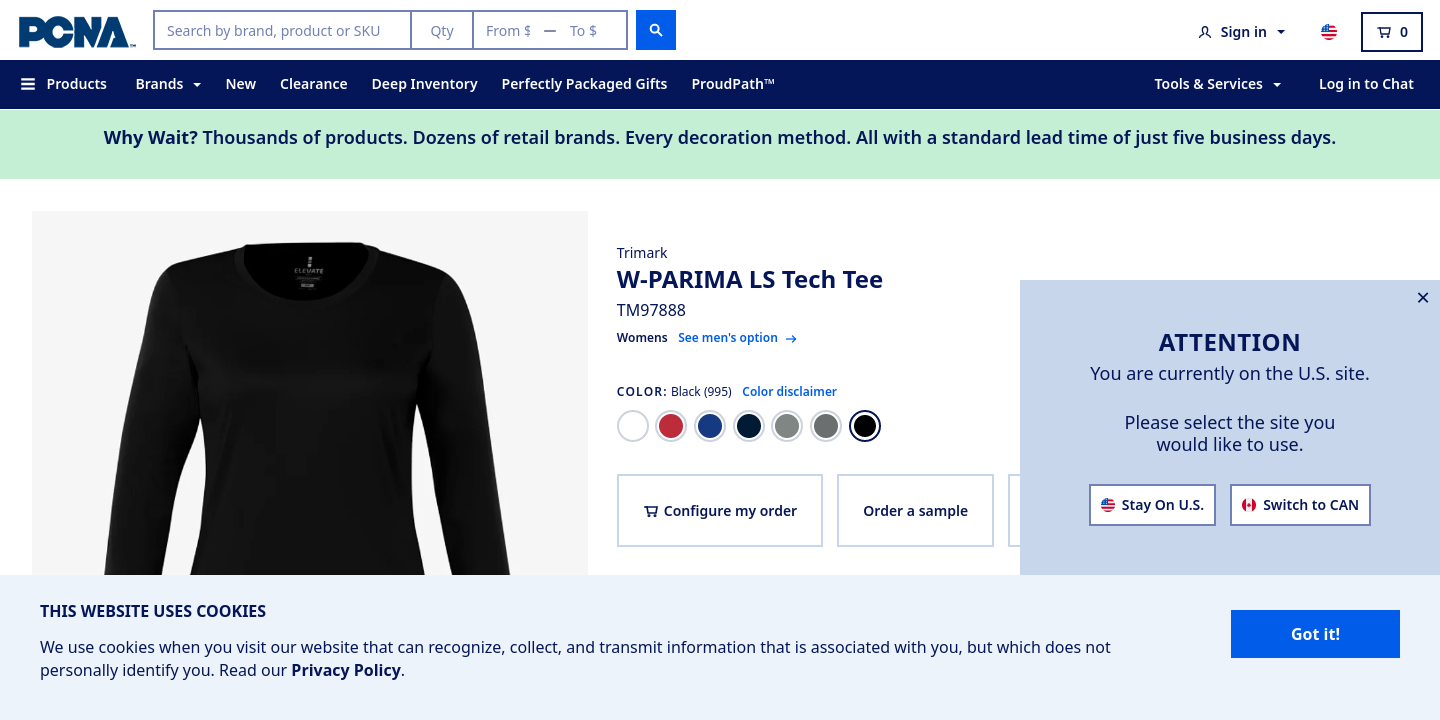 PCNA™
Search by brand, product or SKU
Qty
From $ — To $
Sign in
0
Products
Brands
New
Clearance
Deep Inventory
Perfectly Packaged Gifts
ProudPath™
Tools & Services
Log in to Chat
Why Wait? Thousands of products. Dozens of retail brands. Every decoration method. All with a standard lead time of just five business days.
ELEVATE
Trimark
W-PARIMA LS Tech Tee
TM97888
Womens See men's option →
COLOR: Black (995) Color disclaimer
Configure my order
Order a sample
ATTENTION
You are currently on the U.S. site.
Please select the site you
would like to use.
Stay On U.S.
Switch to CAN
THIS WEBSITE USES COOKIES
We use cookies when you visit our website that can recognize, collect, and transmit information that is associated with you, but which does not
personally identify you. Read our Privacy Policy.
Got it!